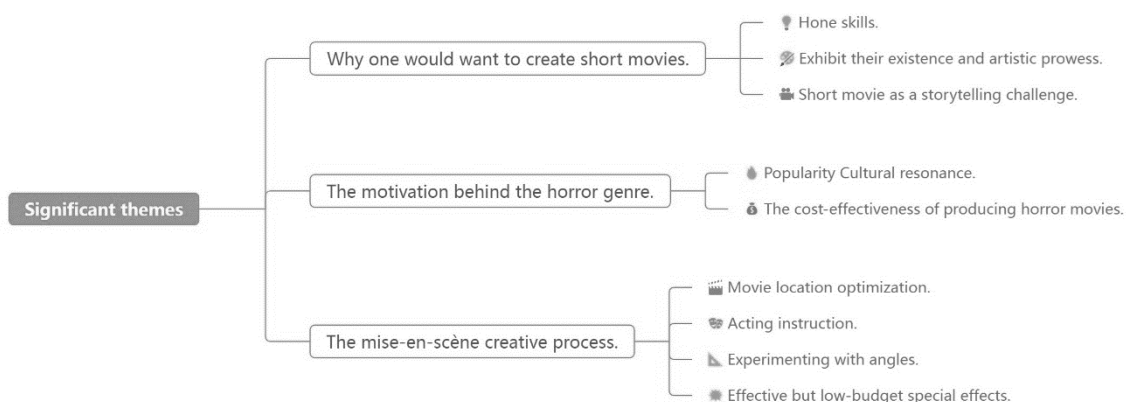 Significant themes
Why one would want to create short movies.
Hone skills.
Exhibit their existence and artistic prowess.
Short movie as a storytelling challenge.
The motivation behind the horror genre.
Popularity Cultural resonance.
The cost-effectiveness of producing horror movies.
The mise-en-scène creative process.
Movie location optimization.
Acting instruction.
Experimenting with angles.
Effective but low-budget special effects.